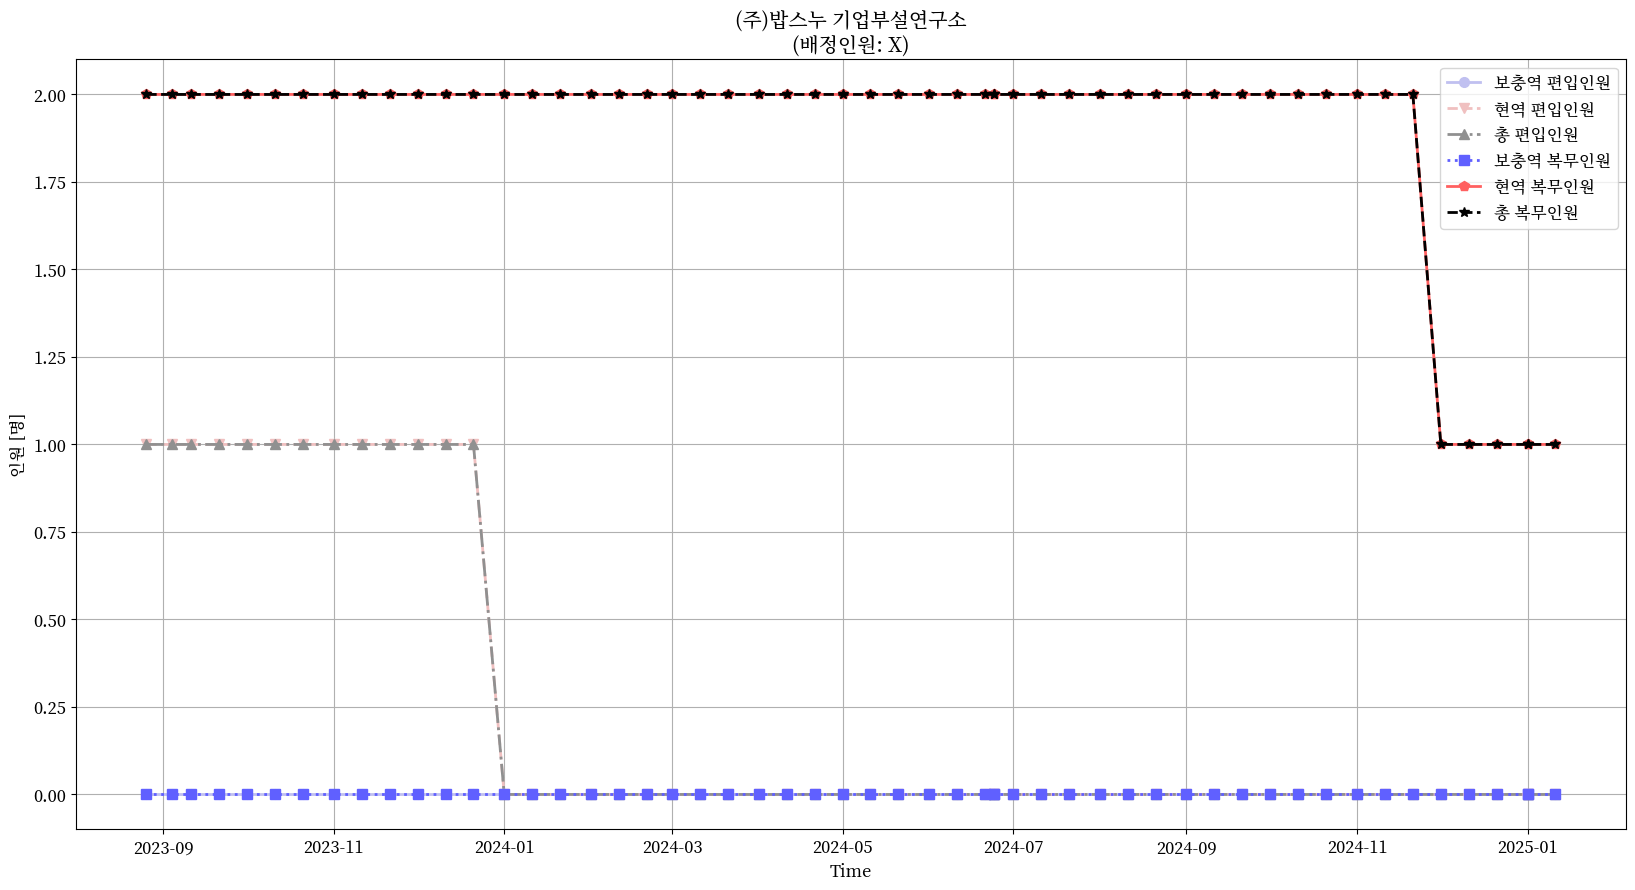 (주)밥스누 기업부설연구소
(배정인원: X)
보충역 편입인원
현역 편입인원
총 편입인원
보충역 복무인원
현역 복무인원
총 복무인원
인원 [명]
2.00
1.75
1.50
1.25
1.00
0.75
0.50
0.25
0.00
2023-09
2023-11
2024-01
2024-03
2024-05
2024-07
2024-09
2024-11
2025-01
Time